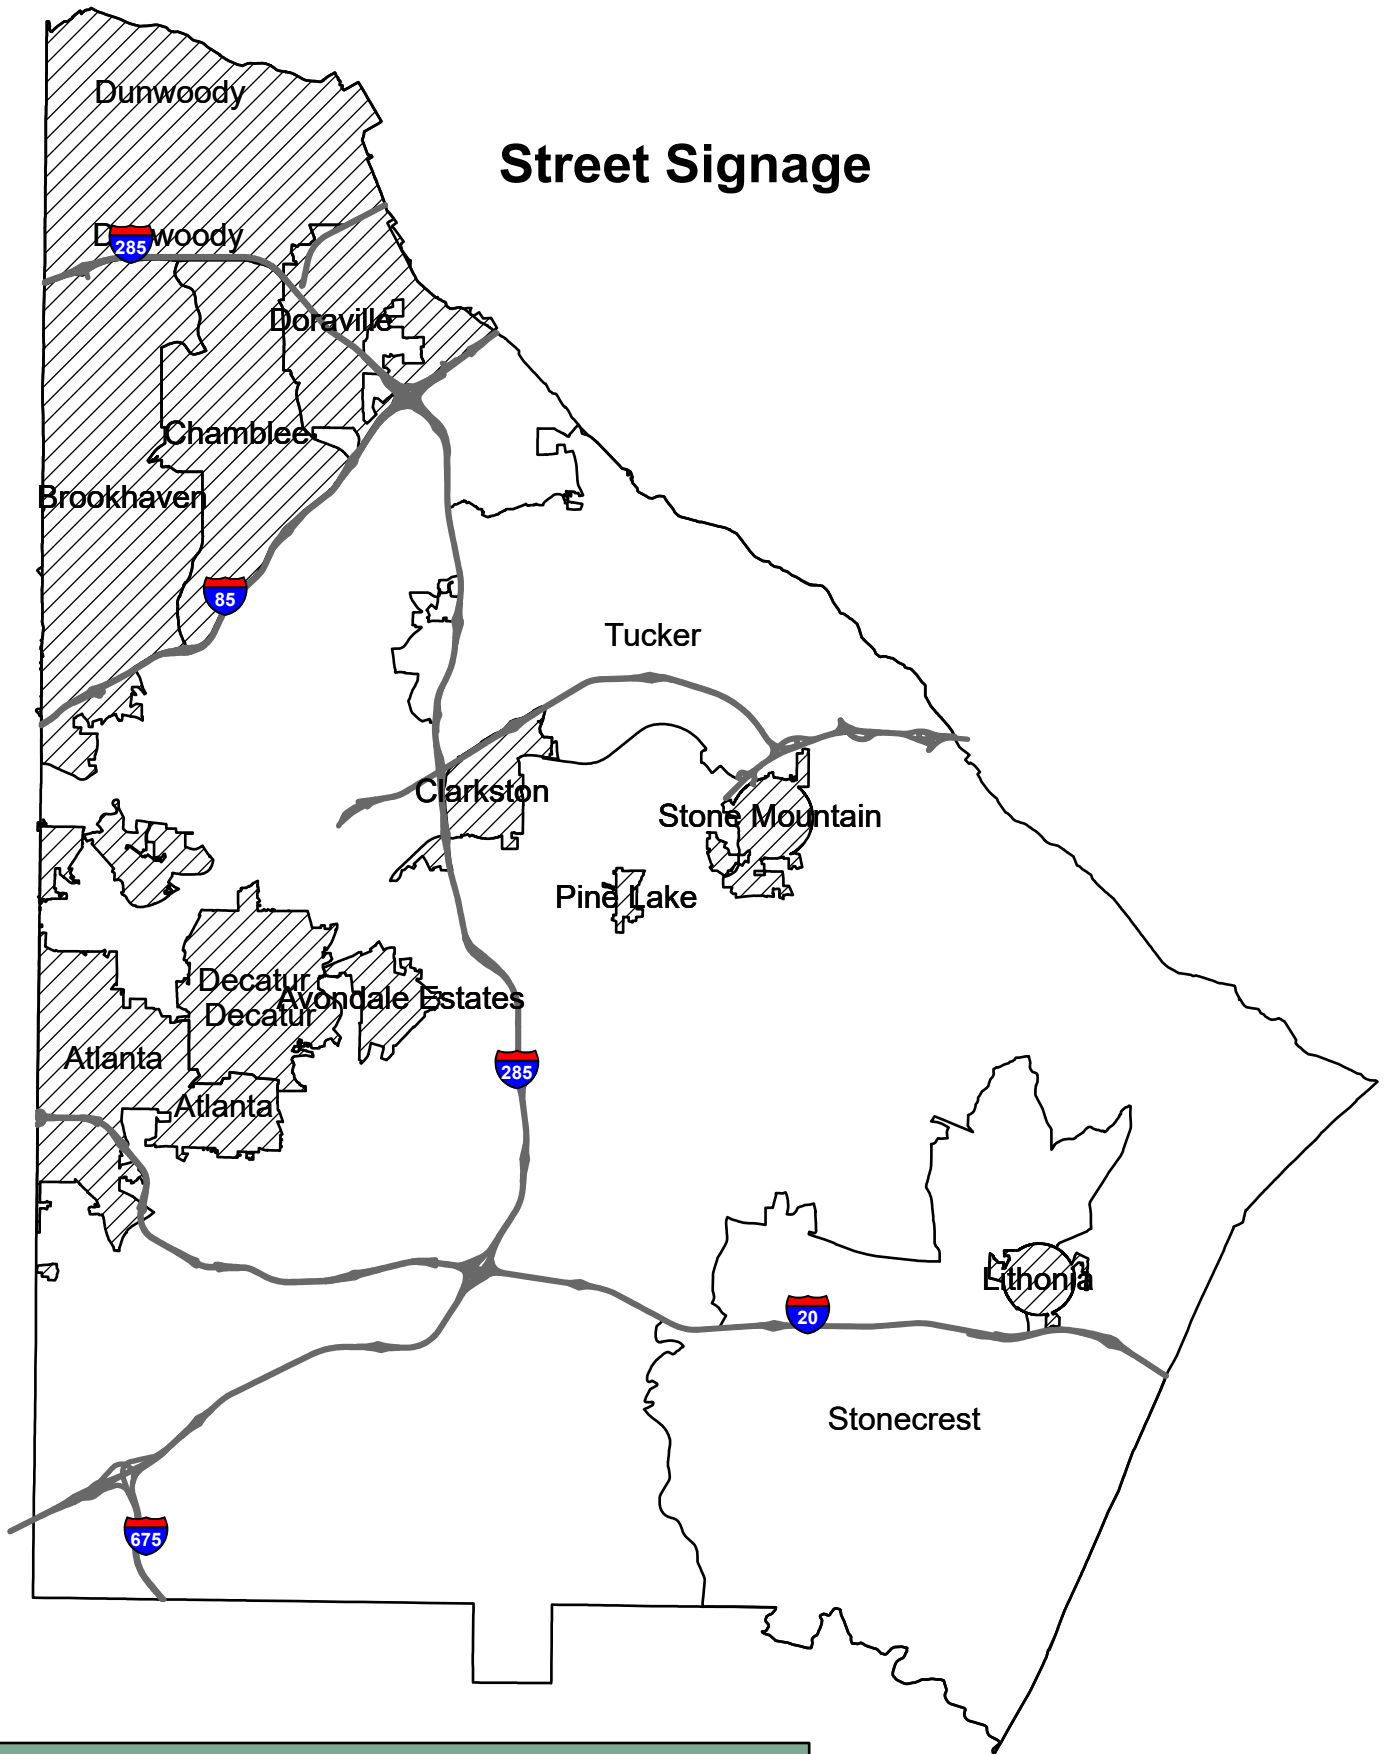 Dunwoody
Street Signage
D woody
285
Doraville
Chamblee
Brookhaven
85
Tucker
Clarkston
Stone Mountain
Pine Lake
Decatur
Avondale Estates
Decatur
Atlanta
285
Atlanta
Lithonia
20
Stonecrest
675